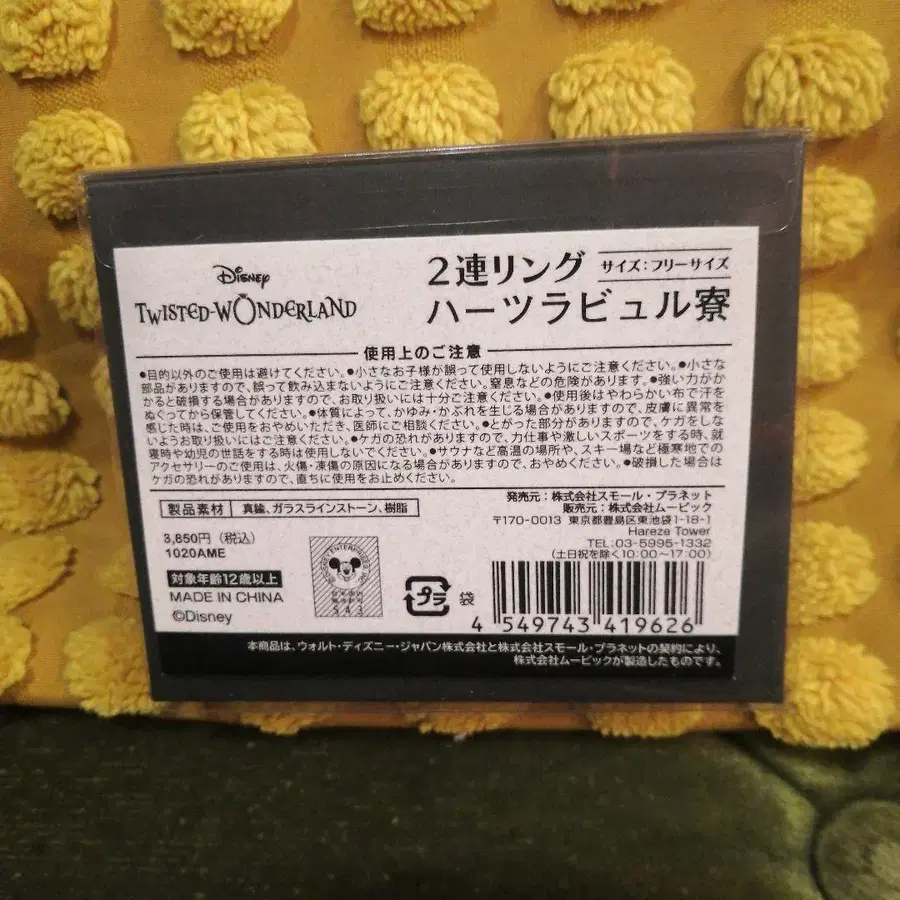 Disney
TWISTED-WONDERLAND
2連リング サイズ:フリーサイズ
ハーツラビュル寮
使用上のご注意
●目的以外のご使用は避けてください。●小さなお子様が誤って使用しないようにご注意ください。●小さな
部品がありますので、誤って飲み込まないようにご注意ください。窒息などの危険があります。●強い力がか
かると破損する場合がありますので、お取り扱いには十分ご注意ください。●使用後はやわらかい布で汗を
ぬぐってから保管してください。●体質によって、かゆみ・かぶれを生じる場合がありますので、皮膚に異常を
感じた時は、ご使用をおやめいただき、医師にご相談ください。●とがった部分がありますので、ケガをしな
いようお取り扱いにはご注意ください。●ケガの恐れがありますので、力仕事や激しいスポーツをする時、就
寝時や幼児の世話をする時は使用しないでください。●サウナなど高温の場所や、スキー場など極寒地での
アクセサリーのご使用は、火傷・凍傷の原因になる場合がありますので、おやめください。●破損した場合は
ケガの恐れがありますので、直ちに使用をお止めください。
製品素材 真鍮、ガラスラインストーン、樹脂
3,850円(税込)
1020AME
対象年齢12歳以上
MADE IN CHINA
©Disney
発売元:株式会社スモール・プラネット
販売元:株式会社ムービック
〒170-0013 東京都豊島区東池袋1-18-1
Hareza Tower
TEL:03-5995-1332
(土日祝を除く10:00~17:00)
プラ 袋
4 549743 419626
本商品は、ウォルト・ディズニー・ジャパン株式会社と株式会社スモール・プラネットの契約により、
株式会社ムービックが製造したものです。